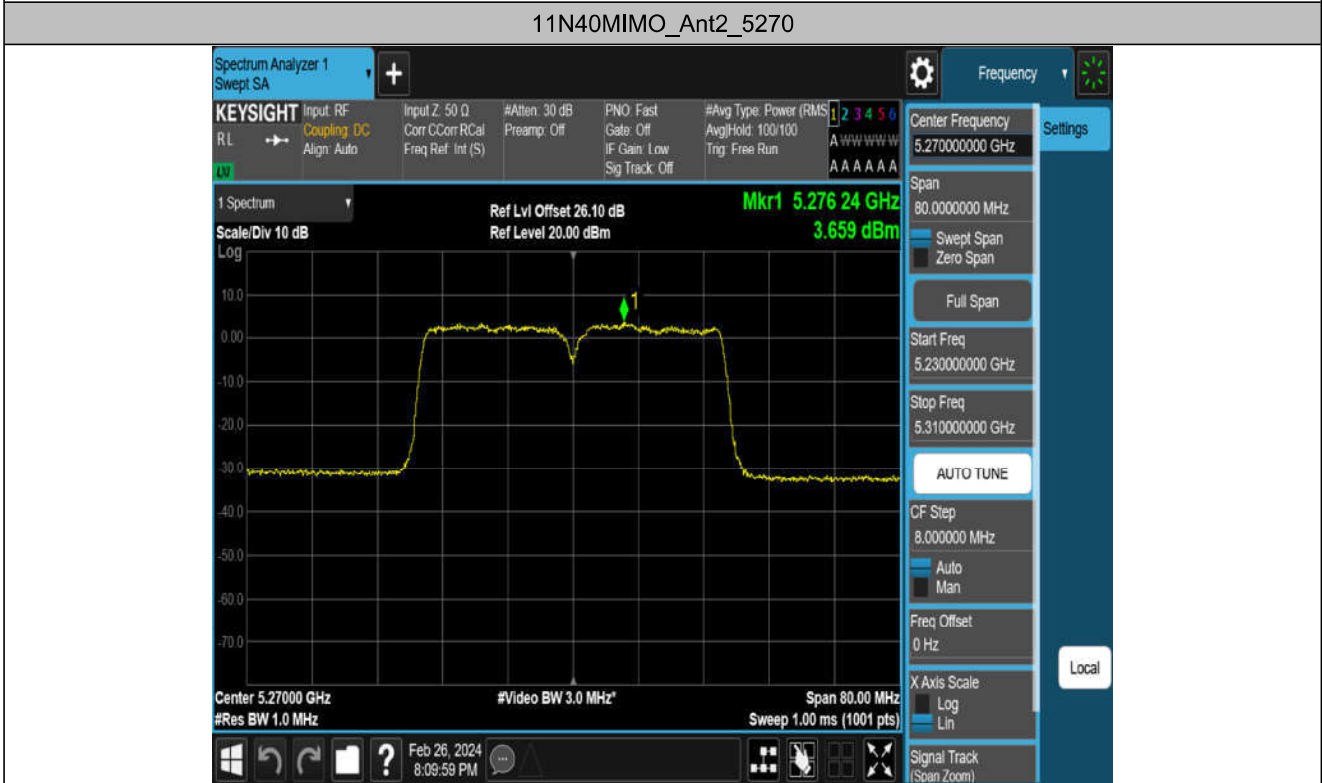 11N40MIMO_Ant2_5270
Spectrum Analyzer 1
Swept SA
+
Frequency
KEYSIGHT
RL
LXI
Input: RF
Coupling: DC
Align: Auto
Input Z: 50 Ω
Corr CCorr RCal
Freq Ref: Int (S)
#Atten: 30 dB
Preamp: Off
PNO: Fast
Gate: Off
IF Gain: Low
Sig Track: Off
#Avg Type: Power (RMS
Avg|Hold: 100/100
Trig: Free Run
1 2 3 4 5 6
A W W W W W
A A A A A A
Center Frequency
5.270000000 GHz
Settings
Span
80.0000000 MHz
Swept Span
Zero Span
Full Span
Start Freq
5.230000000 GHz
Stop Freq
5.310000000 GHz
AUTO TUNE
CF Step
8.000000 MHz
Auto
Man
Freq Offset
0 Hz
X Axis Scale
Log
Lin
Signal Track
(Span Zoom)
Local
1 Spectrum
Scale/Div 10 dB
Ref Lvl Offset 26.10 dB
Ref Level 20.00 dBm
Mkr1 5.276 24 GHz
3.659 dBm
Log
1
10.0
0.00
-10.0
-20.0
-30.0
-40.0
-50.0
-60.0
-70.0
Center 5.27000 GHz
#Res BW 1.0 MHz
#Video BW 3.0 MHz*
Span 80.00 MHz
Sweep 1.00 ms (1001 pts)
?
Feb 26, 2024
8:09:59 PM